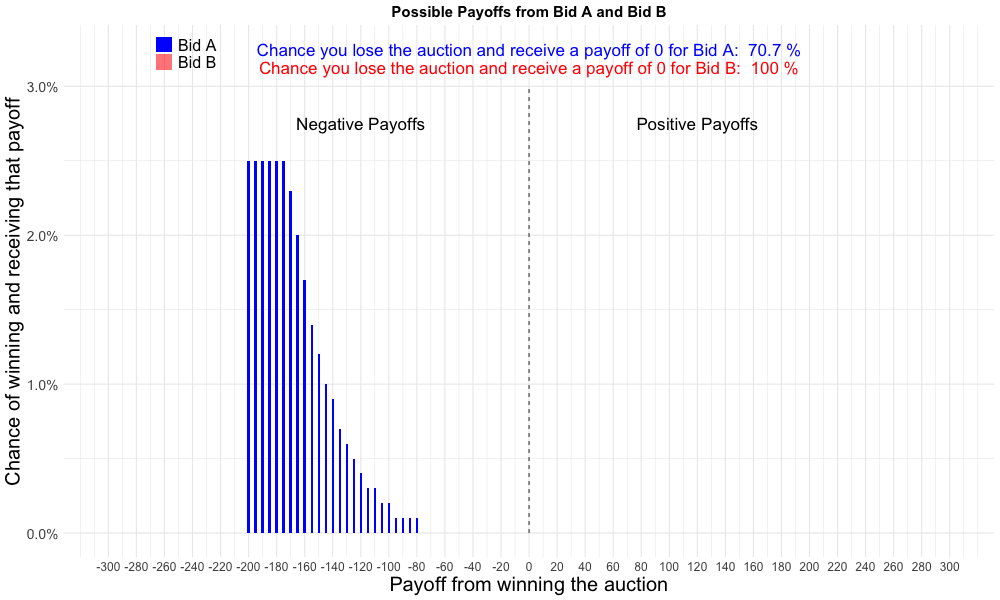 Possible Payoffs from Bid A and Bid B
Bid A
Bid B
Chance you lose the auction and receive a payoff of 0 for Bid A:  70.7 %
Chance you lose the auction and receive a payoff of 0 for Bid B:  100 %
Negative Payoffs
Positive Payoffs
Chance of winning and receiving that payoff
3.0%
2.0%
1.0%
0.0%
-300 -280 -260 -240 -220 -200 -180 -160 -140 -120 -100 -80 -60 -40 -20 0 20 40 60 80 100 120 140 160 180 200 220 240 260 280 300
Payoff from winning the auction